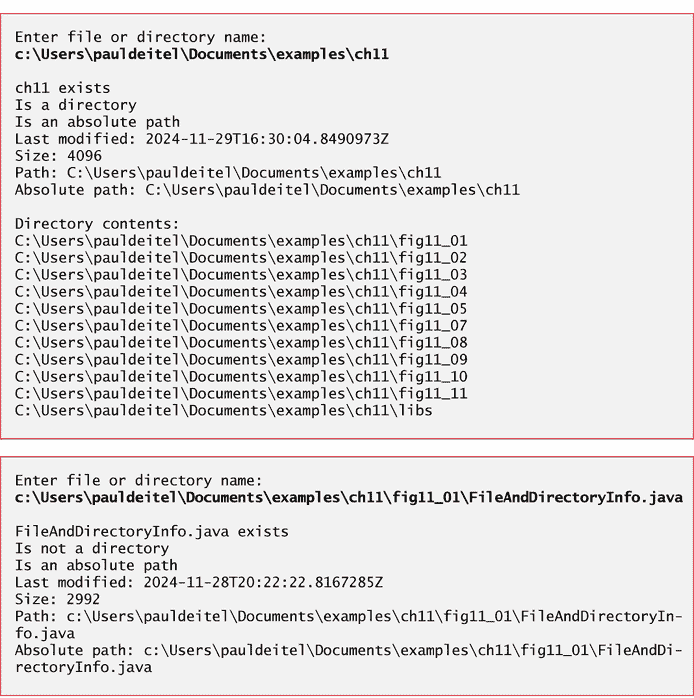 Enter file or directory name:
c:\Users\pauldeitel\Documents\examples\ch11
ch11 exists
Is a directory
Is an absolute path
Last modified: 2024-11-29T16:30:04.8490973Z
Size: 4096
Path: C:\Users\pauldeitel\Documents\examples\ch11
Absolute path: C:\Users\pauldeitel\Documents\examples\ch11
Directory contents:
C:\Users\pauldeitel\Documents\examples\ch11\fig11_01
C:\Users\pauldeitel\Documents\examples\ch11\fig11_02
C:\Users\pauldeitel\Documents\examples\ch11\fig11_03
C:\Users\pauldeitel\Documents\examples\ch11\fig11_04
C:\Users\pauldeitel\Documents\examples\ch11\fig11_05
C:\Users\pauldeitel\Documents\examples\ch11\fig11_07
C:\Users\pauldeitel\Documents\examples\ch11\fig11_08
C:\Users\pauldeitel\Documents\examples\ch11\fig11_09
C:\Users\pauldeitel\Documents\examples\ch11\fig11_10
C:\Users\pauldeitel\Documents\examples\ch11\fig11_11
C:\Users\pauldeitel\Documents\examples\ch11\libs
Enter file or directory name:
c:\Users\pauldeitel\Documents\examples\ch11\fig11_01\FileAndDirectoryInfo.java
FileAndDirectoryInfo.java exists
Is not a directory
Is an absolute path
Last modified: 2024-11-28T20:22:22.8167285Z
Size: 2992
Path: c:\Users\pauldeitel\Documents\examples\ch11\fig11_01\FileAndDirectoryIn-
fo.java
Absolute path: c:\Users\pauldeitel\Documents\examples\ch11\fig11_01\FileAndDi-
rectoryInfo.java